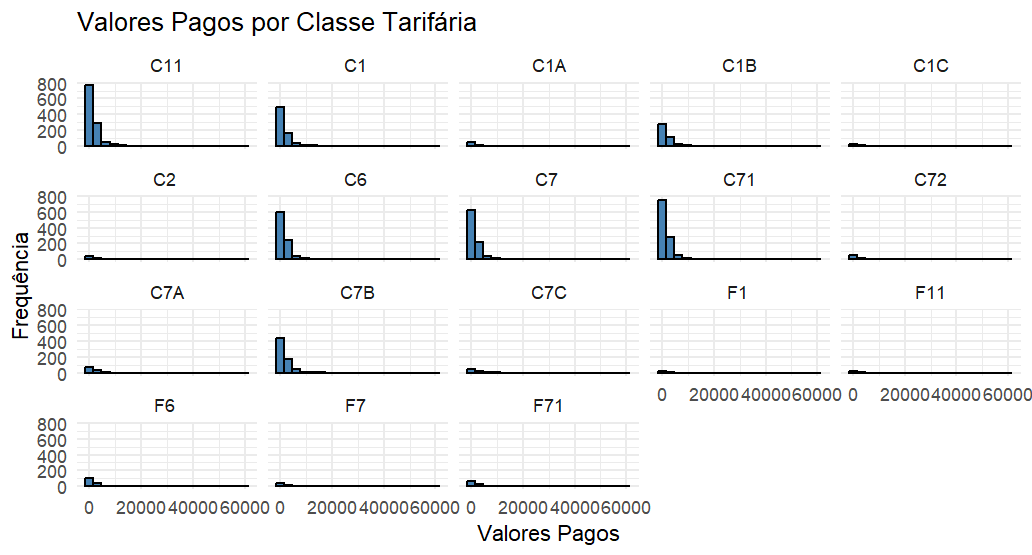 Valores Pagos por Classe Tarifária
C11 C1 C1A C1B C1C
800
600
400
200
0
C2 C6 C7 C71 C72
800
600
400
200
0
C7A C7B C7C F1 F11
800
600
400
200
0
0 20000 40000 60000 0 20000 40000 60000
F6 F7 F71
800
600
400
200
0
0 20000 40000 60000 0 20000 40000 60000 0 20000 40000 60000
Frequência
Valores Pagos